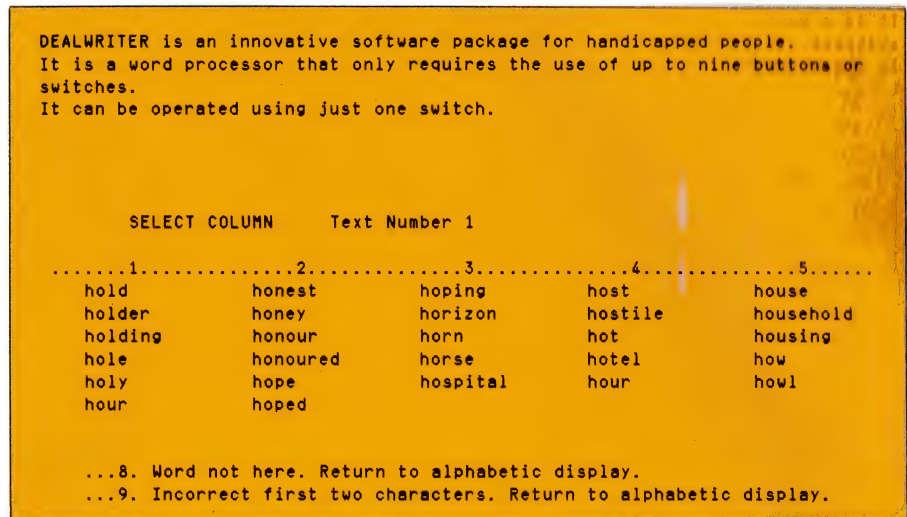 DEALWRITER is an innovative software package for handicapped people.
It is a word processor that only requires the use of up to nine buttons or
switches.
It can be operated using just one switch.
SELECT COLUMN Text Number 1
.......1..............2..............3..............4..............5......
hold honest hoping host house
holder honey horizon hostile household
holding honour horn hot housing
hole honoured horse hotel how
holy hope hospital hour howl
hour hoped
...8. Word not here. Return to alphabetic display.
...9. Incorrect first two characters. Return to alphabetic display.